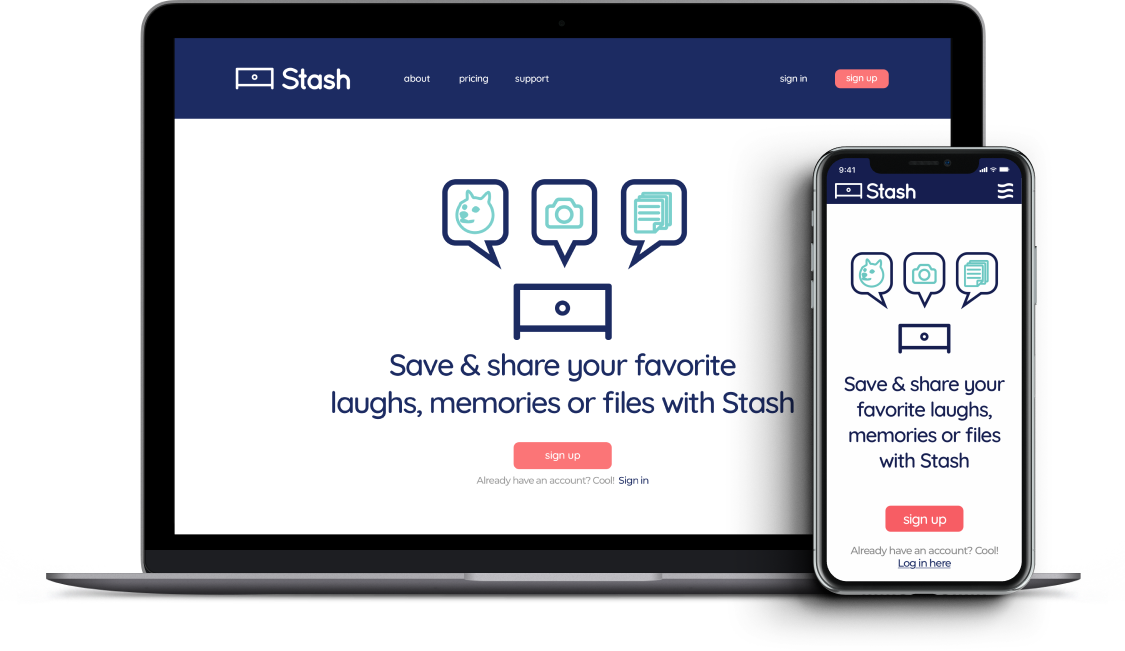 Stash
about
pricing
support
sign in
sign up
Save & share your favorite
laughs, memories or files with Stash
sign up
Already have an account? Cool! Sign in
9:41
Stash
Save & share your
favorite laughs,
memories or files
with Stash
sign up
Already have an account? Cool!
Log in here